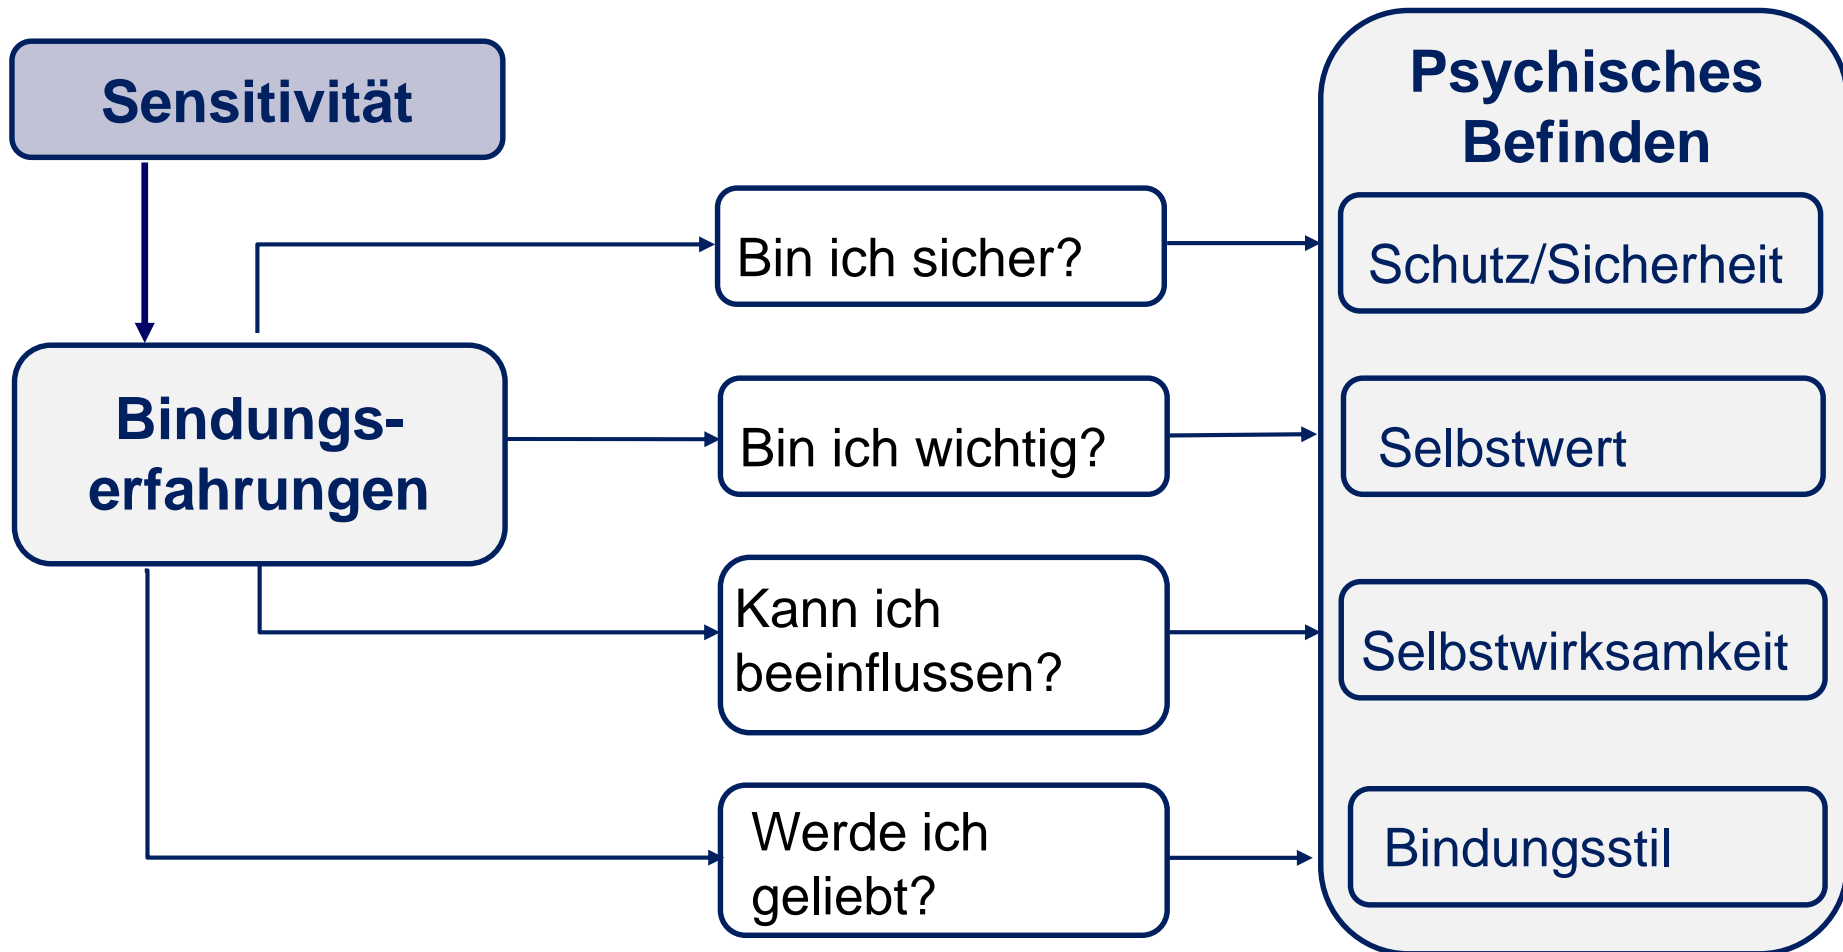 Sensitivität
Bindungs-
erfahrungen
Bin ich sicher?
Bin ich wichtig?
Kann ich
beeinflussen?
Werde ich
geliebt?
Psychisches
Befinden
Schutz/Sicherheit
Selbstwert
Selbstwirksamkeit
Bindungsstil